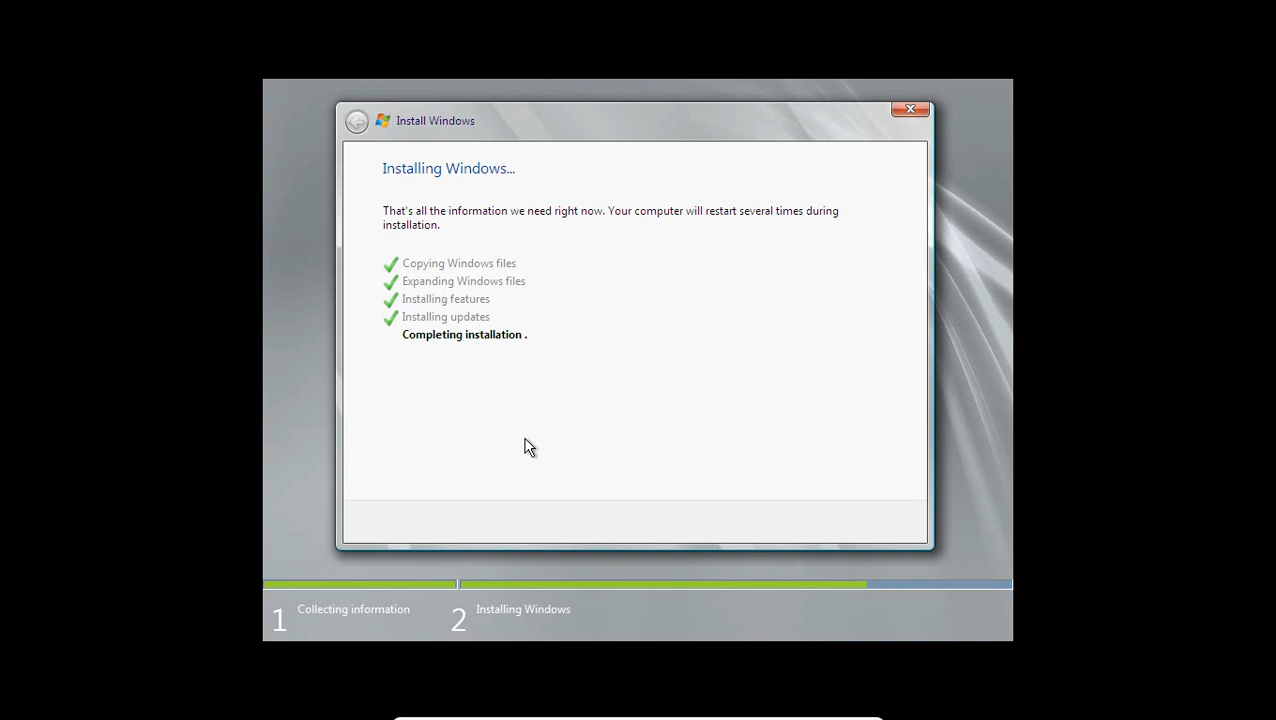 Install Windows
Installing Windows...
That's all the information we need right now. Your computer will restart several times during
installation.
Copying Windows files
Expanding Windows files
Installing features
Installing updates
Completing installation .
1 Collecting information 2 Installing Windows